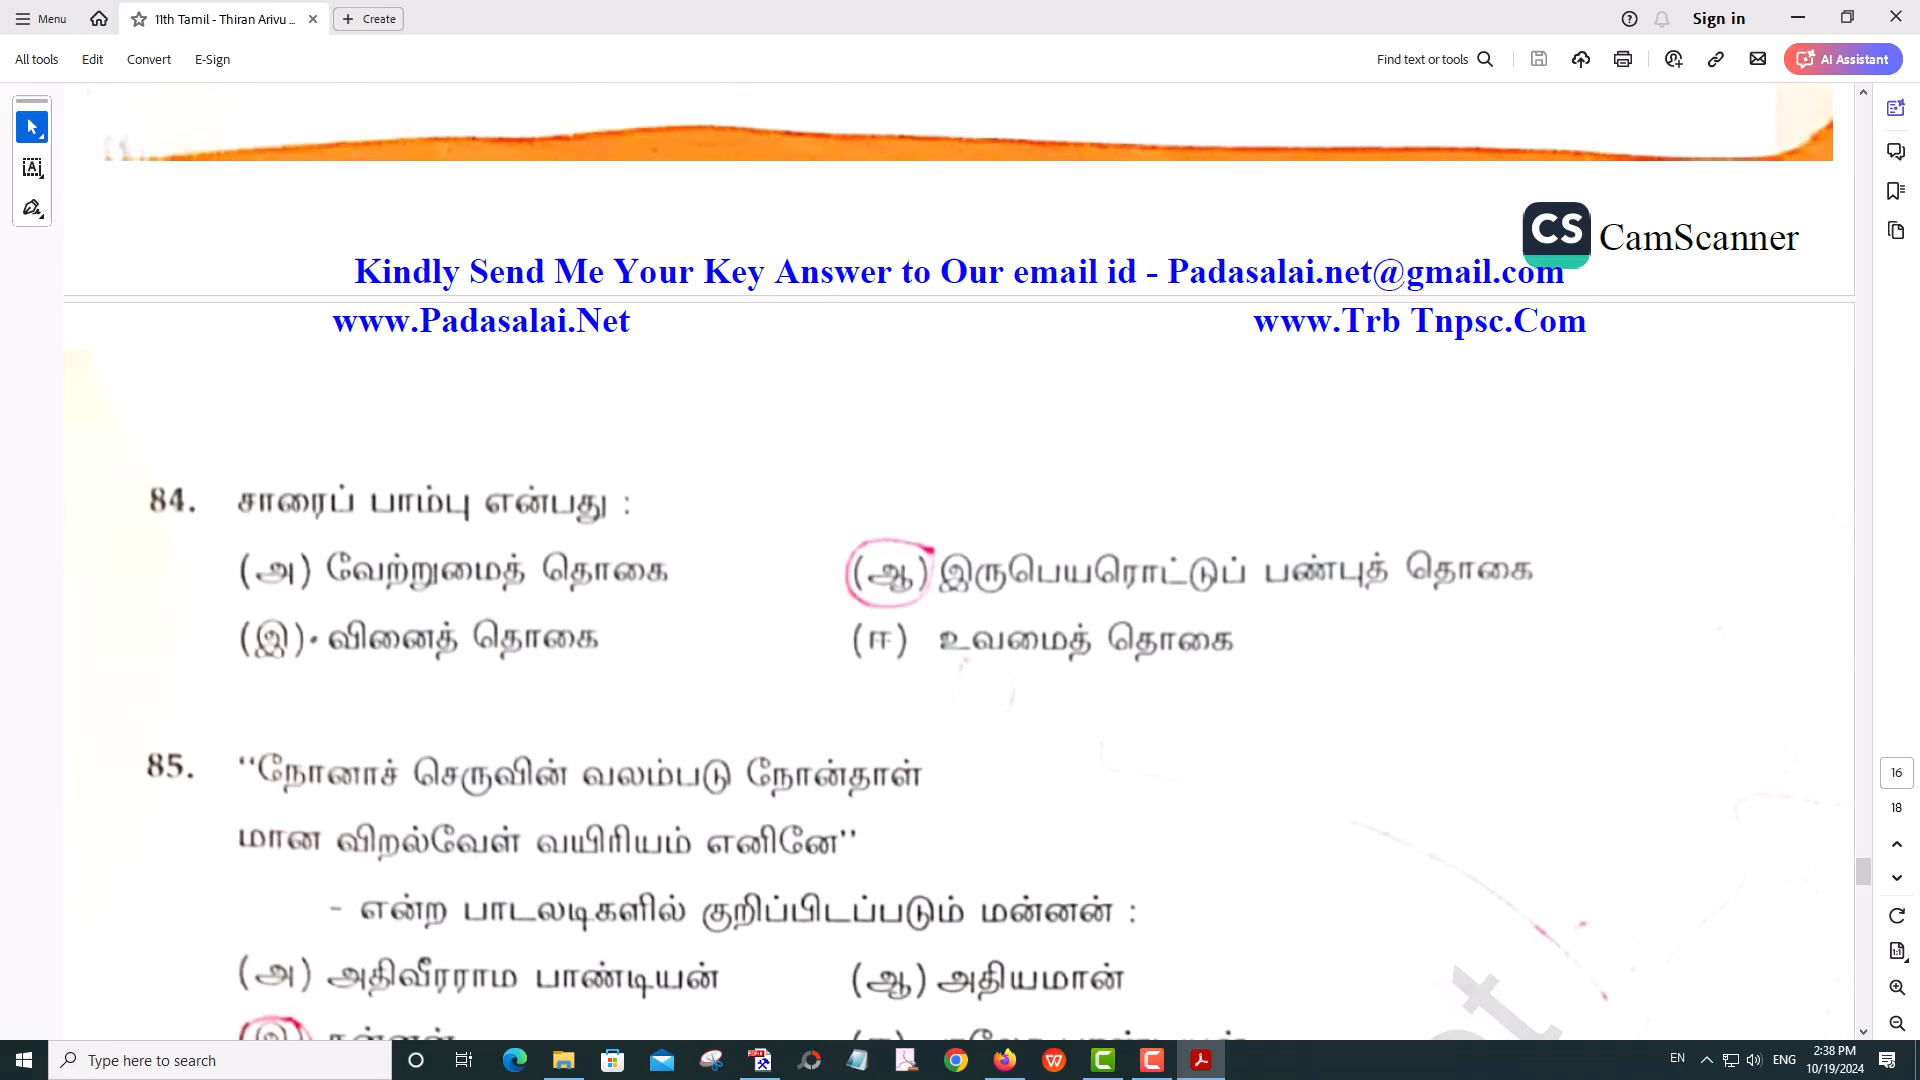 Menu
11th Tamil - Thiran Arivu ...
Create
Sign in
All tools Edit Convert E-Sign
Find text or tools
AI Assistant
CS CamScanner
Kindly Send Me Your Key Answer to Our email id - Padasalai.net@gmail.com
www.Padasalai.Net www.Trb Tnpsc.Com
84. சாரைப் பாம்பு என்பது :
(அ) வேற்றுமைத் தொகை (ஆ) இருபெயரொட்டுப் பண்புத் தொகை
(இ) வினைத் தொகை (ஈ) உவமைத் தொகை
85. "நோனாச் செருவின் வலம்படு நோன்தாள்
மான விறல்வேள் வயிரியம் எனினே"
- என்ற பாடலடிகளில் குறிப்பிடப்படும் மன்னன் :
(அ) அதிவீரராம பாண்டியன் (ஆ) அதியமான்
16
18
Type here to search
EN
ENG
2:38 PM
10/19/2024